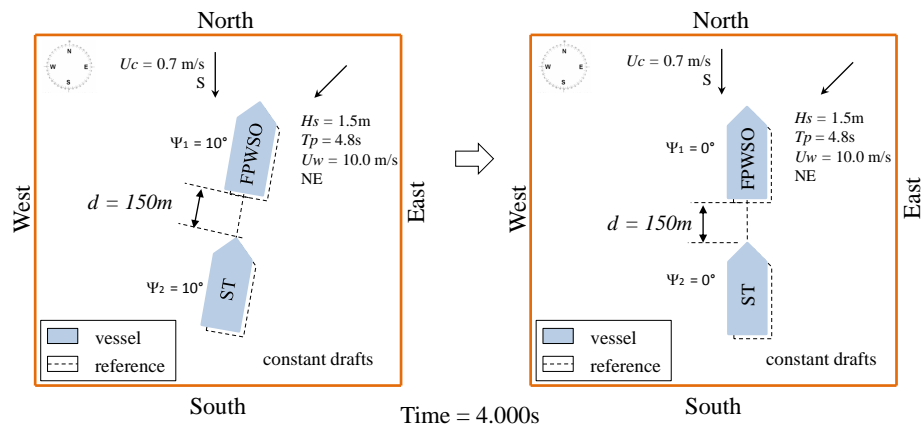 North
North
N
W E
S
Uc = 0.7 m/s
S
Hs = 1.5m
Tp = 4.8s
Uw = 10.0 m/s
NE
Ψ1 = 10°
FPWSO
d = 150m
Ψ2 = 10°
ST
West
East
vessel
reference
constant drafts
South
N
W E
S
Uc = 0.7 m/s
S
Hs = 1.5m
Tp = 4.8s
Uw = 10.0 m/s
NE
Ψ1 = 0°
FPWSO
d = 150m
Ψ2 = 0°
ST
West
East
vessel
reference
constant drafts
South
Time = 4.000s